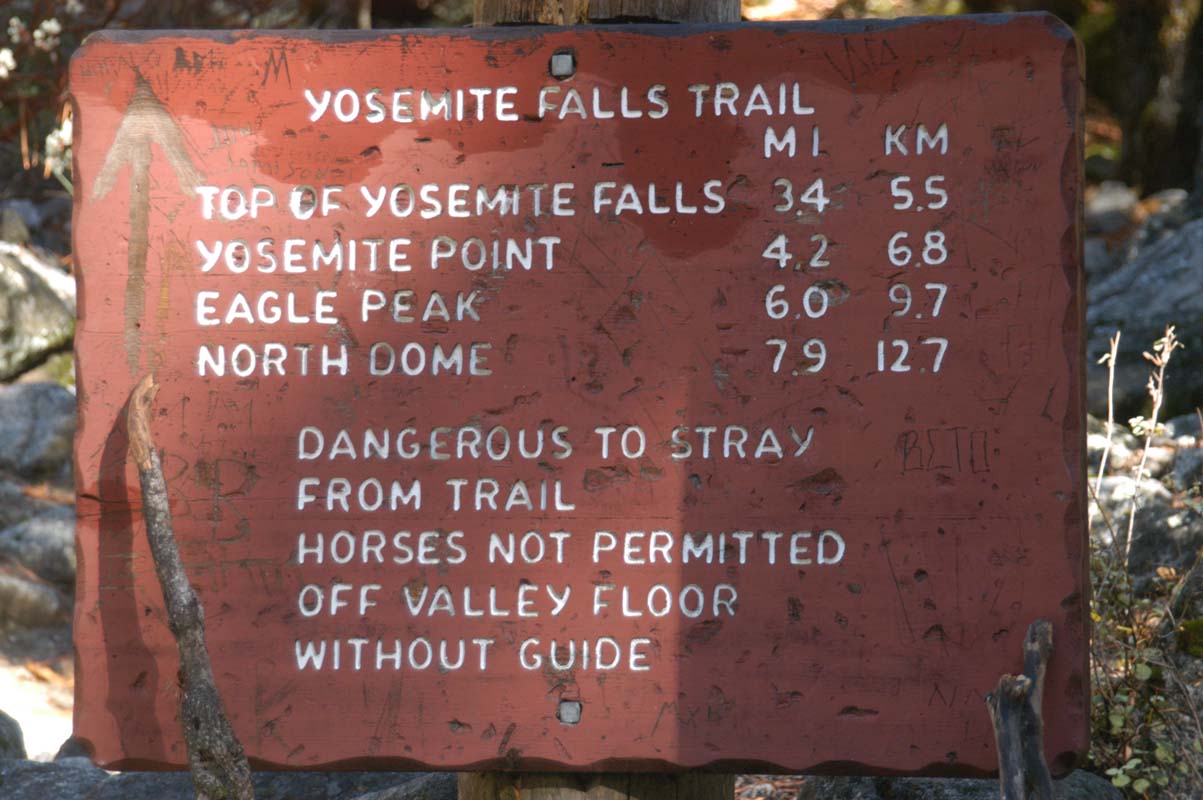 YOSEMITE FALLS TRAIL
MI KM
TOP OF YOSEMITE FALLS 3.4 5.5
YOSEMITE POINT 4.2 6.8
EAGLE PEAK 6.0 9.7
NORTH DOME 7.9 12.7
DANGEROUS TO STRAY
FROM TRAIL
HORSES NOT PERMITTED
OFF VALLEY FLOOR
WITHOUT GUIDE
BETO